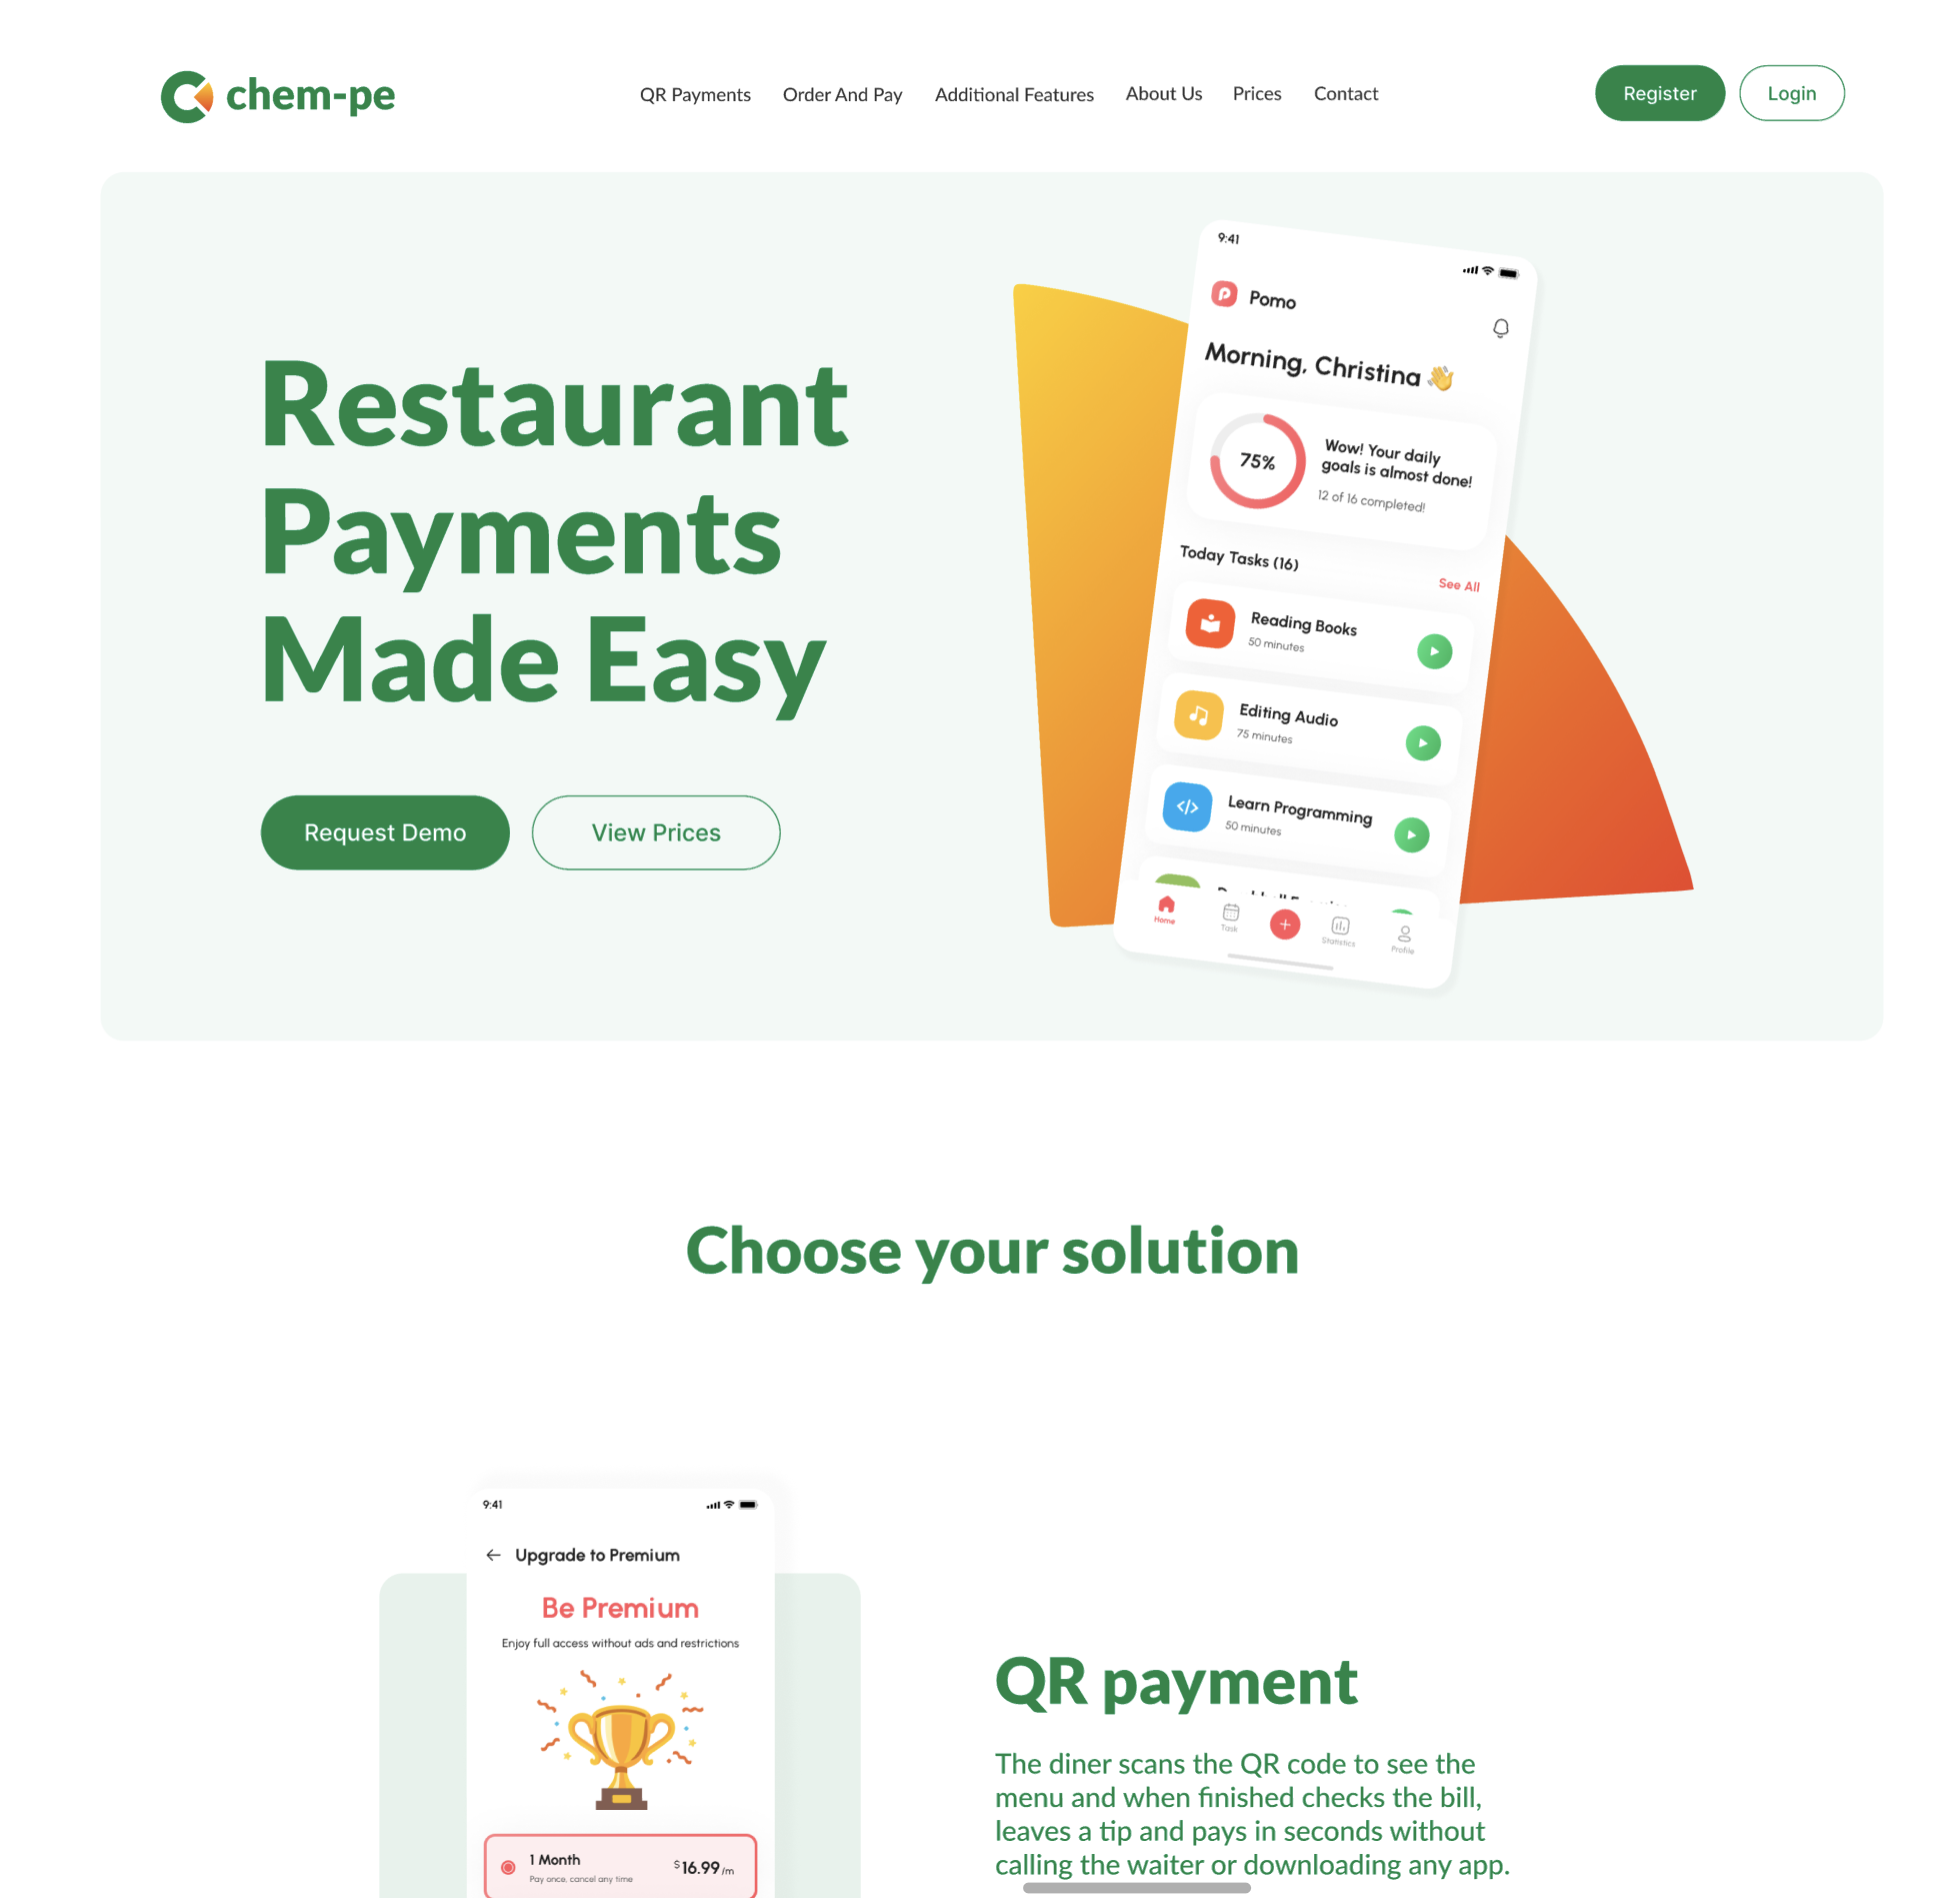 chem-pe
QR Payments
Order And Pay
Additional Features
About Us
Prices
Contact
Register
Login
Restaurant
Payments
Made Easy
Request Demo
View Prices
9:41
Pomo
Morning, Christina 👋
75%
Wow! Your daily
goals is almost done!
12 of 16 completed!
Today Tasks (16)
See All
Reading Books
50 minutes
Editing Audio
75 minutes
Learn Programming
50 minutes
Home
Task
Statistics
Profile
Choose your solution
9:41
Upgrade to Premium
Be Premium
Enjoy full access without ads and restrictions
1 Month
Pay once, cancel any time
$16.99 /m
QR payment
The diner scans the QR code to see the
menu and when finished checks the bill,
leaves a tip and pays in seconds without
calling the waiter or downloading any app.